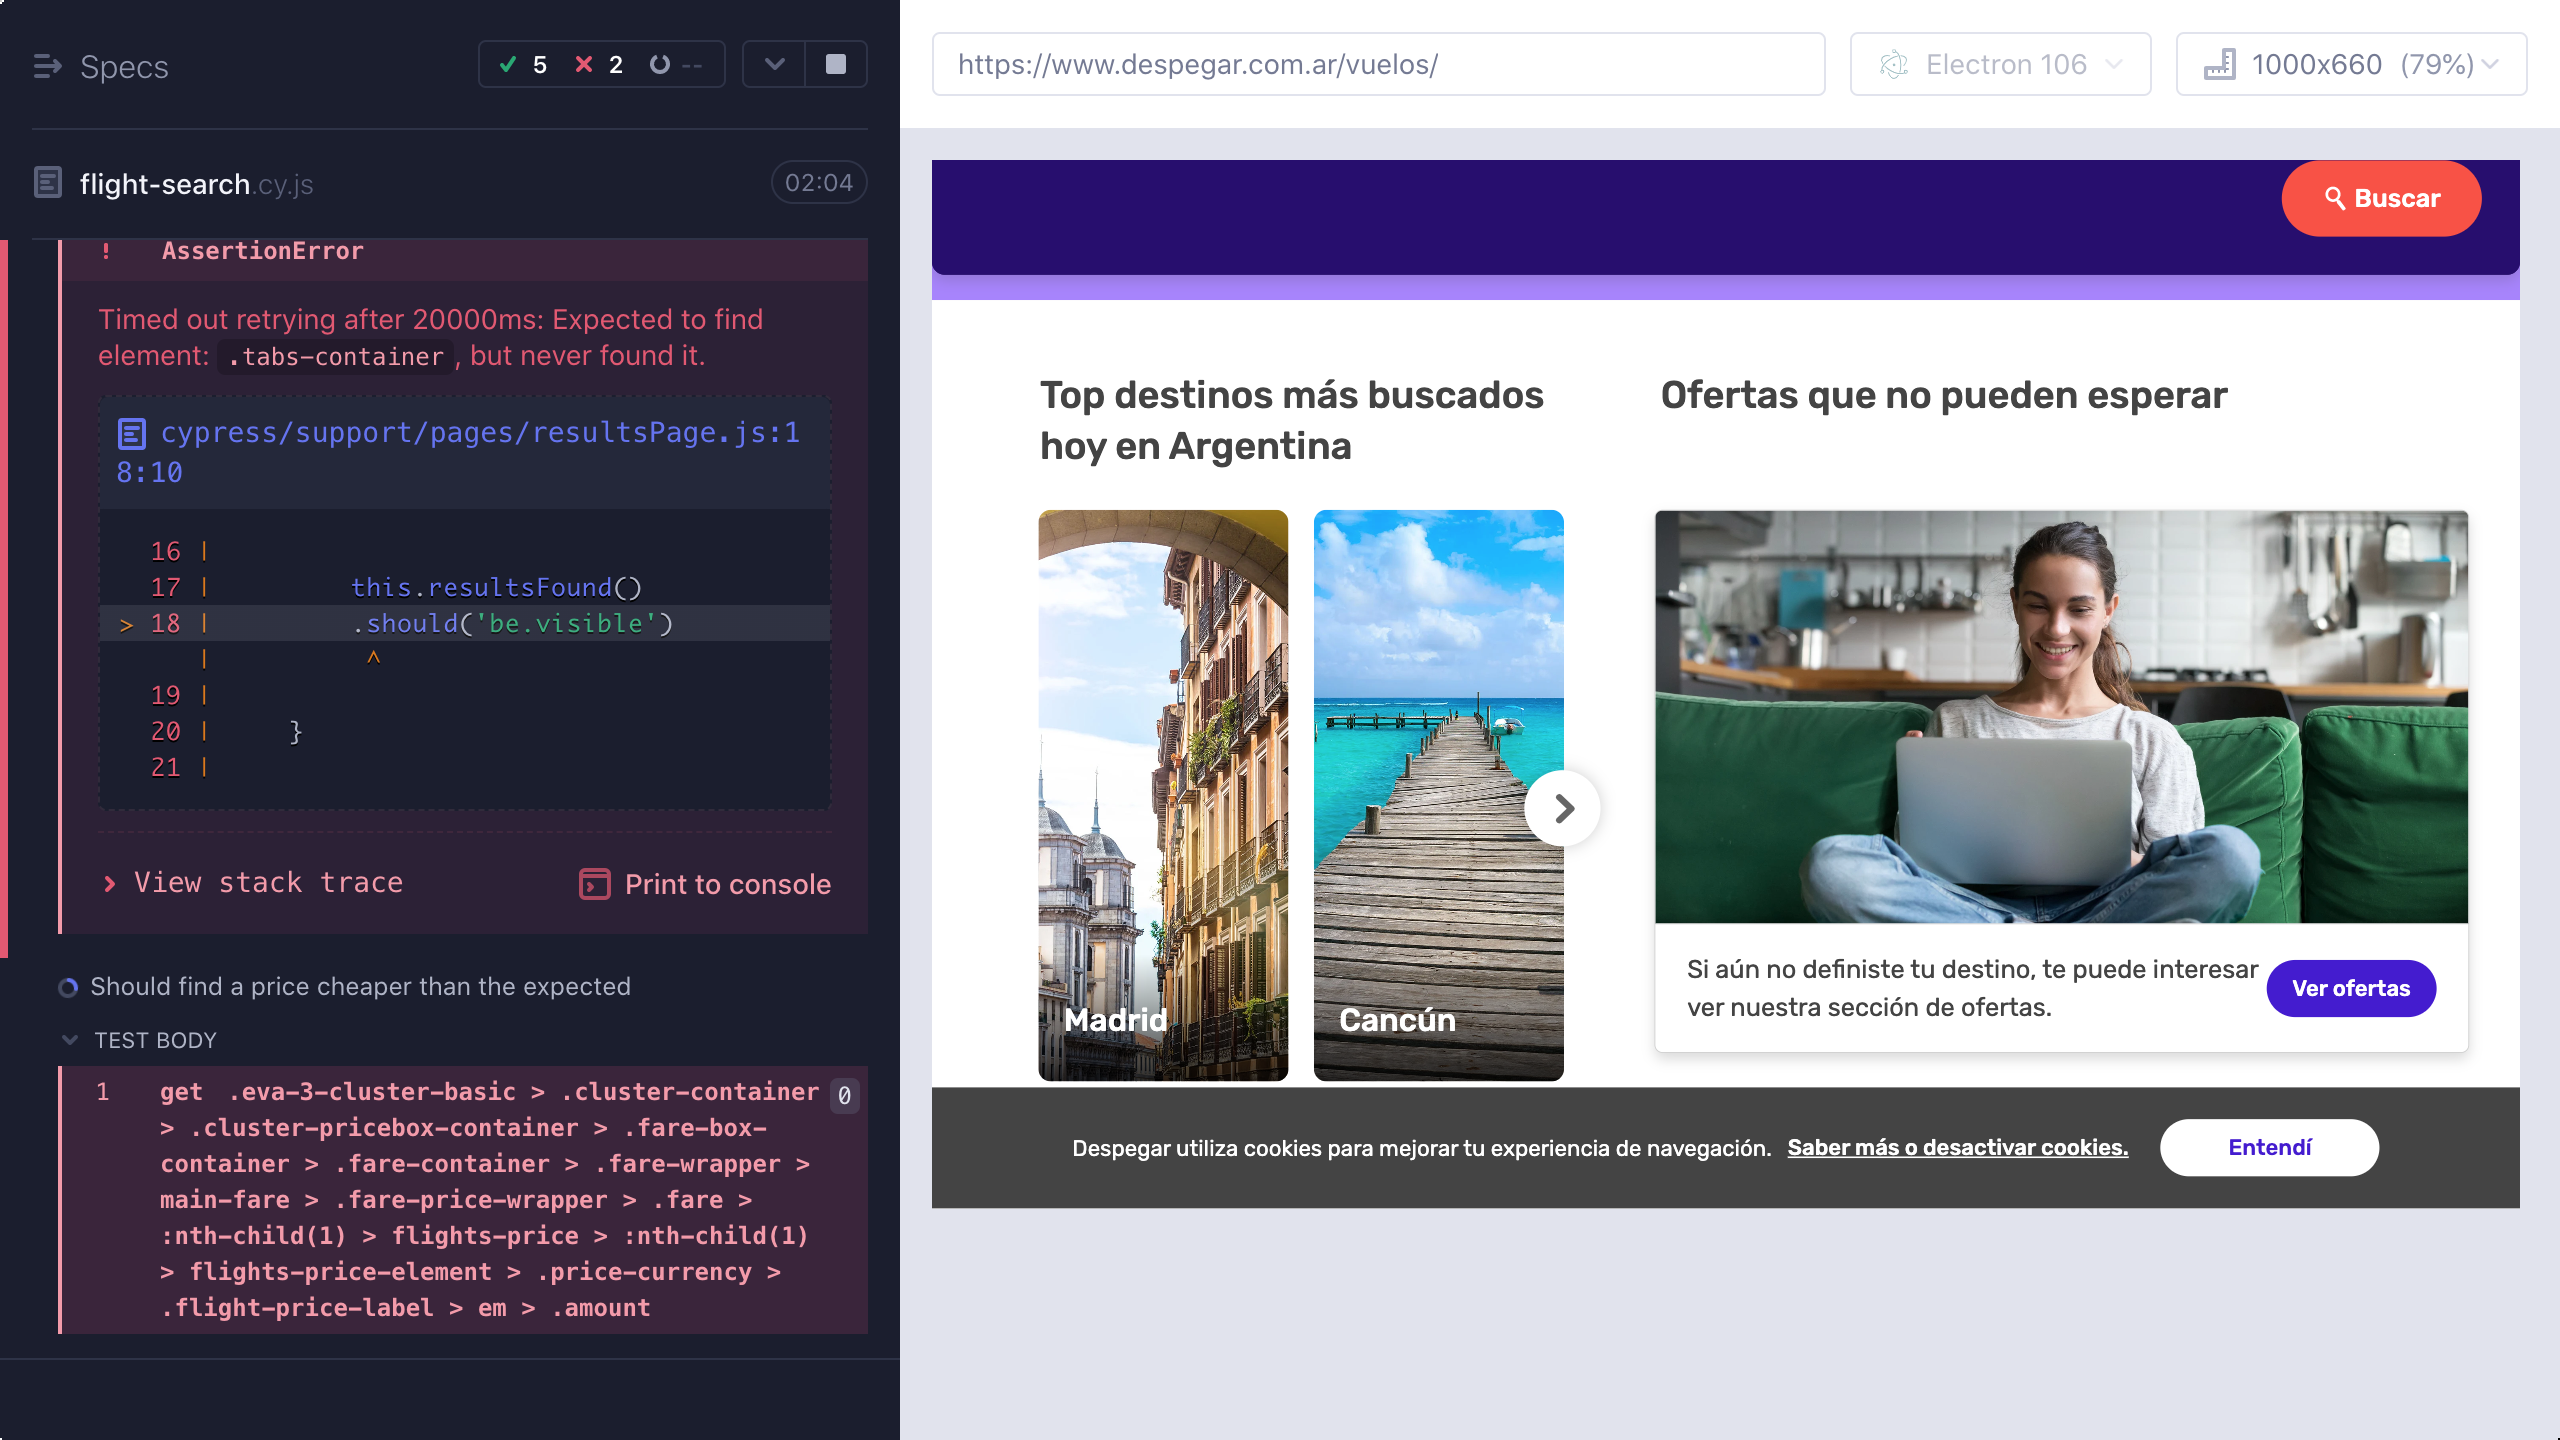 Specs
5 2 --
https://www.despegar.com.ar/vuelos/
Electron 106
1000x660 (79%)
flight-search.cy.js
02:04
! AssertionError
Timed out retrying after 20000ms: Expected to find
element: .tabs-container, but never found it.
cypress/support/pages/resultsPage.js:1
8:10
16 |
17 | this.resultsFound()
> 18 | .should('be.visible')
| ^
19 |
20 | }
21 |
View stack trace
Print to console
Should find a price cheaper than the expected
TEST BODY
1 get .eva-3-cluster-basic > .cluster-container 0
> .cluster-pricebox-container > .fare-box-
container > .fare-container > .fare-wrapper >
main-fare > .fare-price-wrapper > .fare >
:nth-child(1) > flights-price > :nth-child(1)
> flights-price-element > .price-currency >
.flight-price-label > em > .amount
Buscar
Top destinos más buscados
hoy en Argentina
Ofertas que no pueden esperar
Madrid
Cancún
Si aún no definiste tu destino, te puede interesar
ver nuestra sección de ofertas.
Ver ofertas
Despegar utiliza cookies para mejorar tu experiencia de navegación. Saber más o desactivar cookies.
Entendí